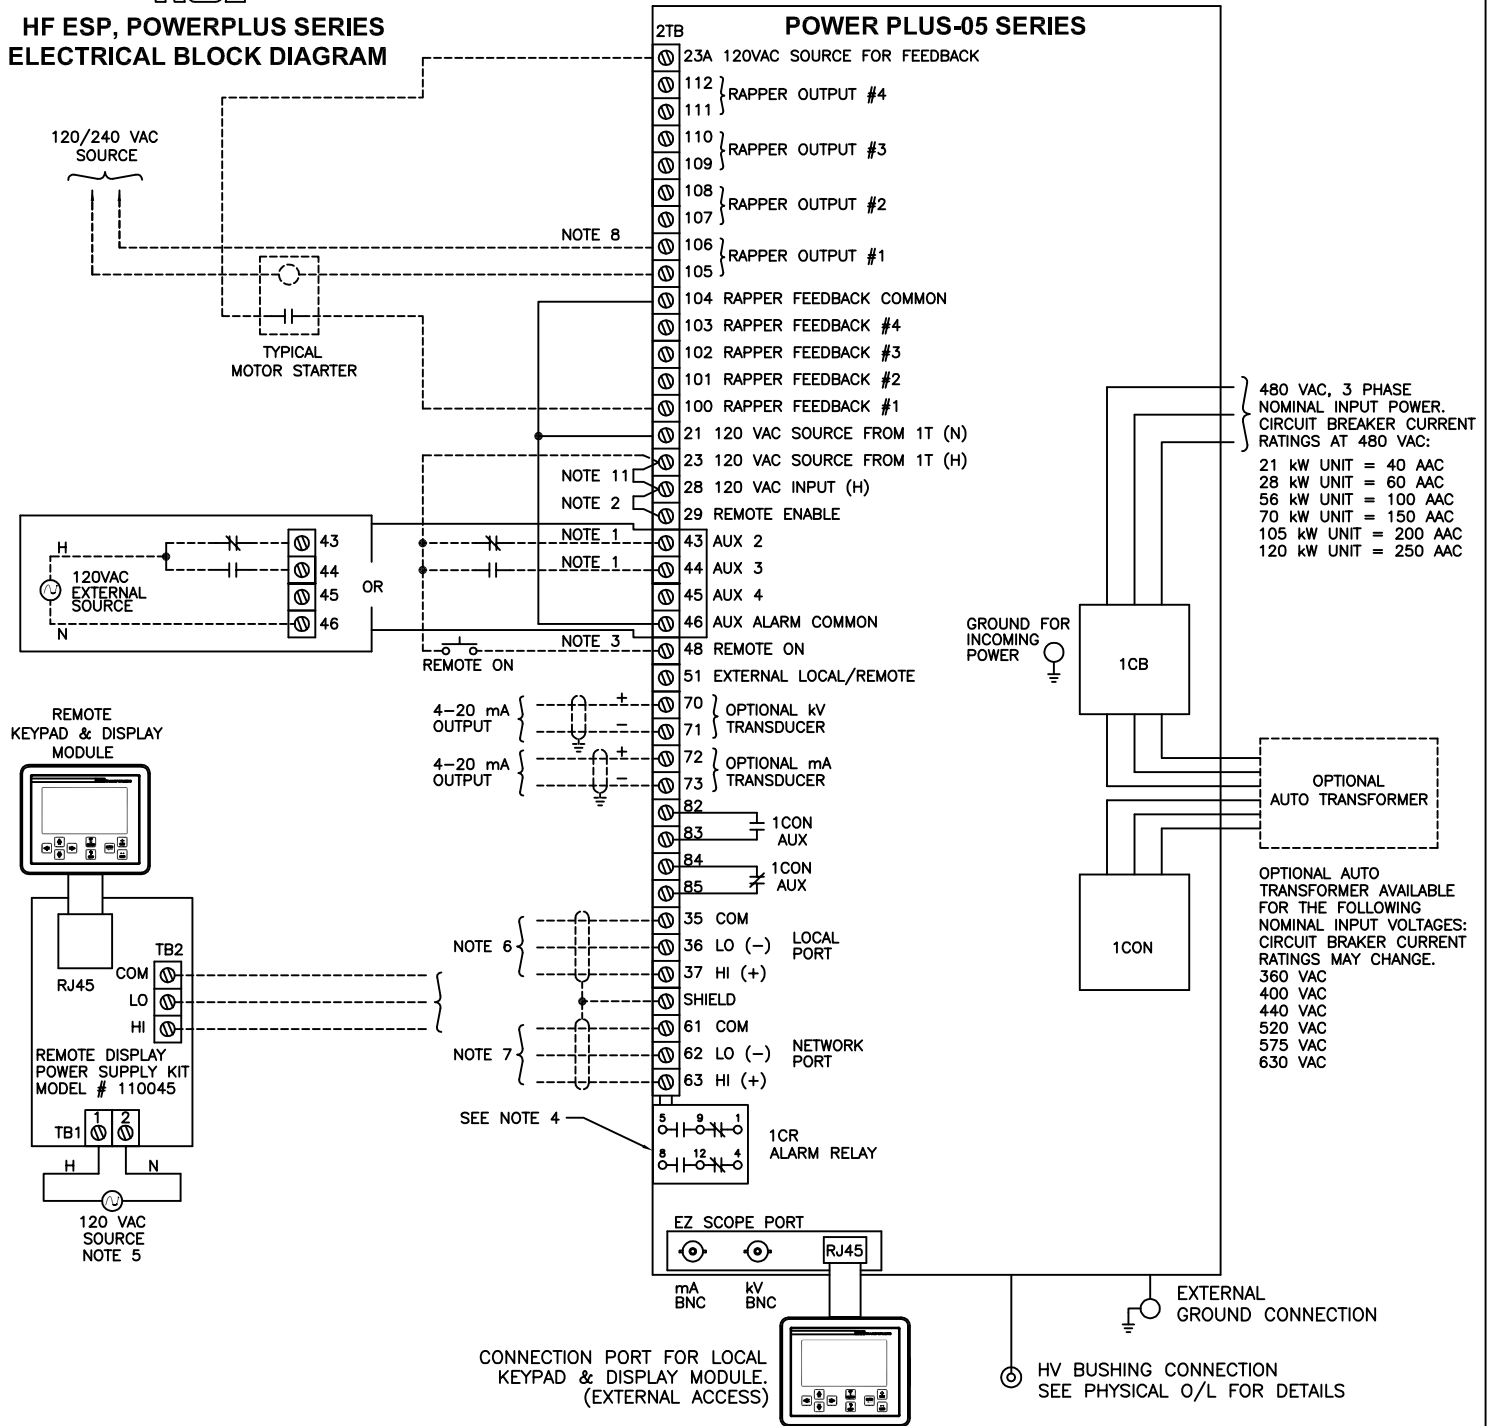 HF ESP, POWERPLUS SERIES
ELECTRICAL BLOCK DIAGRAM
POWER PLUS-05 SERIES
2TB
23A 120VAC SOURCE FOR FEEDBACK
112
111
RAPPER OUTPUT #4
110
109
RAPPER OUTPUT #3
108
107
RAPPER OUTPUT #2
106
105
RAPPER OUTPUT #1
104 RAPPER FEEDBACK COMMON
103 RAPPER FEEDBACK #4
102 RAPPER FEEDBACK #3
101 RAPPER FEEDBACK #2
100 RAPPER FEEDBACK #1
21 120 VAC SOURCE FROM 1T (N)
23 120 VAC SOURCE FROM 1T (H)
28 120 VAC INPUT (H)
29 REMOTE ENABLE
43 AUX 2
44 AUX 3
45 AUX 4
46 AUX ALARM COMMON
48 REMOTE ON
51 EXTERNAL LOCAL/REMOTE
70
71
OPTIONAL kV
TRANSDUCER
72
73
OPTIONAL mA
TRANSDUCER
82
83
1CON
AUX
84
85
1CON
AUX
35 COM
36 LO (-)
37 HI (+)
LOCAL
PORT
SHIELD
61 COM
62 LO (-)
63 HI (+)
NETWORK
PORT
5 9 1
8 12 4
1CR
ALARM RELAY
EZ SCOPE PORT
RJ45
mA
BNC
kV
BNC
120/240 VAC
SOURCE
NOTE 8
TYPICAL
MOTOR STARTER
NOTE 11
NOTE 2
NOTE 1
NOTE 1
NOTE 3
H
120VAC
EXTERNAL
SOURCE
N
43
44
45
46
OR
REMOTE ON
4-20 mA
OUTPUT
+
-
4-20 mA
OUTPUT
+
-
REMOTE
KEYPAD & DISPLAY
MODULE
RJ45
TB2
COM
LO
HI
REMOTE DISPLAY
POWER SUPPLY KIT
MODEL # 110045
TB1
1 2
H N
120 VAC
SOURCE
NOTE 5
NOTE 6
NOTE 7
SEE NOTE 4
CONNECTION PORT FOR LOCAL
KEYPAD & DISPLAY MODULE.
(EXTERNAL ACCESS)
480 VAC, 3 PHASE
NOMINAL INPUT POWER.
CIRCUIT BREAKER CURRENT
RATINGS AT 480 VAC:
21 kW UNIT = 40 AAC
28 kW UNIT = 60 AAC
56 kW UNIT = 100 AAC
70 kW UNIT = 150 AAC
105 kW UNIT = 200 AAC
120 kW UNIT = 250 AAC
GROUND FOR
INCOMING
POWER
1CB
OPTIONAL
AUTO TRANSFORMER
1CON
OPTIONAL AUTO
TRANSFORMER AVAILABLE
FOR THE FOLLOWING
NOMINAL INPUT VOLTAGES:
CIRCUIT BRAKER CURRENT
RATINGS MAY CHANGE.
360 VAC
400 VAC
440 VAC
520 VAC
575 VAC
630 VAC
EXTERNAL
GROUND CONNECTION
HV BUSHING CONNECTION
SEE PHYSICAL O/L FOR DETAILS